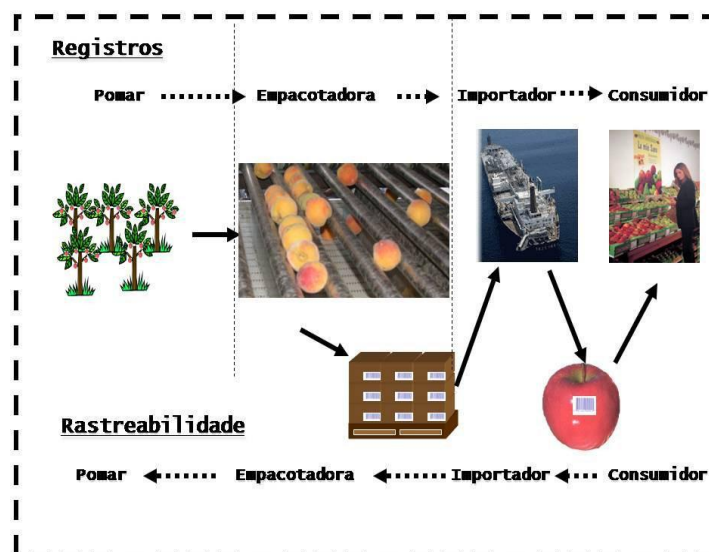 Registros
Pomar Empacotadora Importador Consumidor
Rastreabilidade
Pomar Empacotadora Importador Consumidor